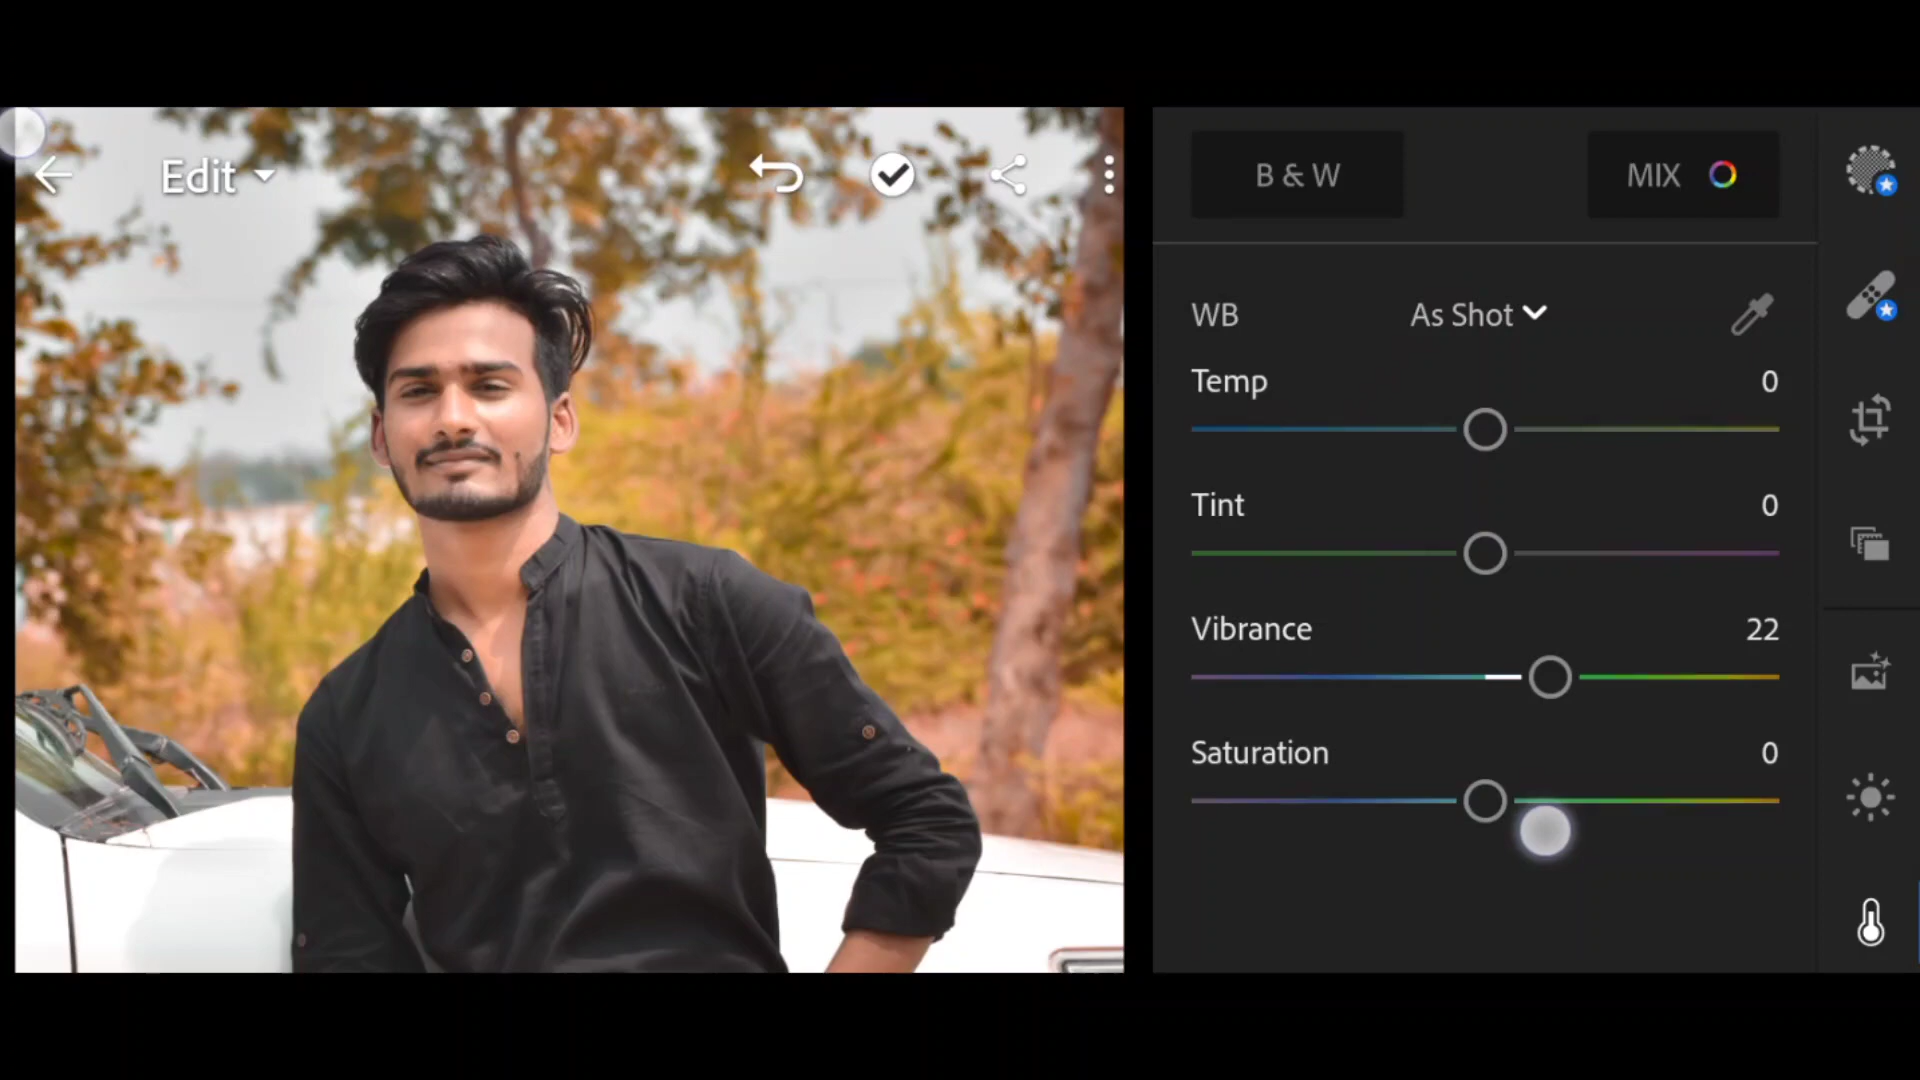 Edit
B & W
MIX
WB
As Shot
Temp
0
Tint
0
Vibrance
22
Saturation
0